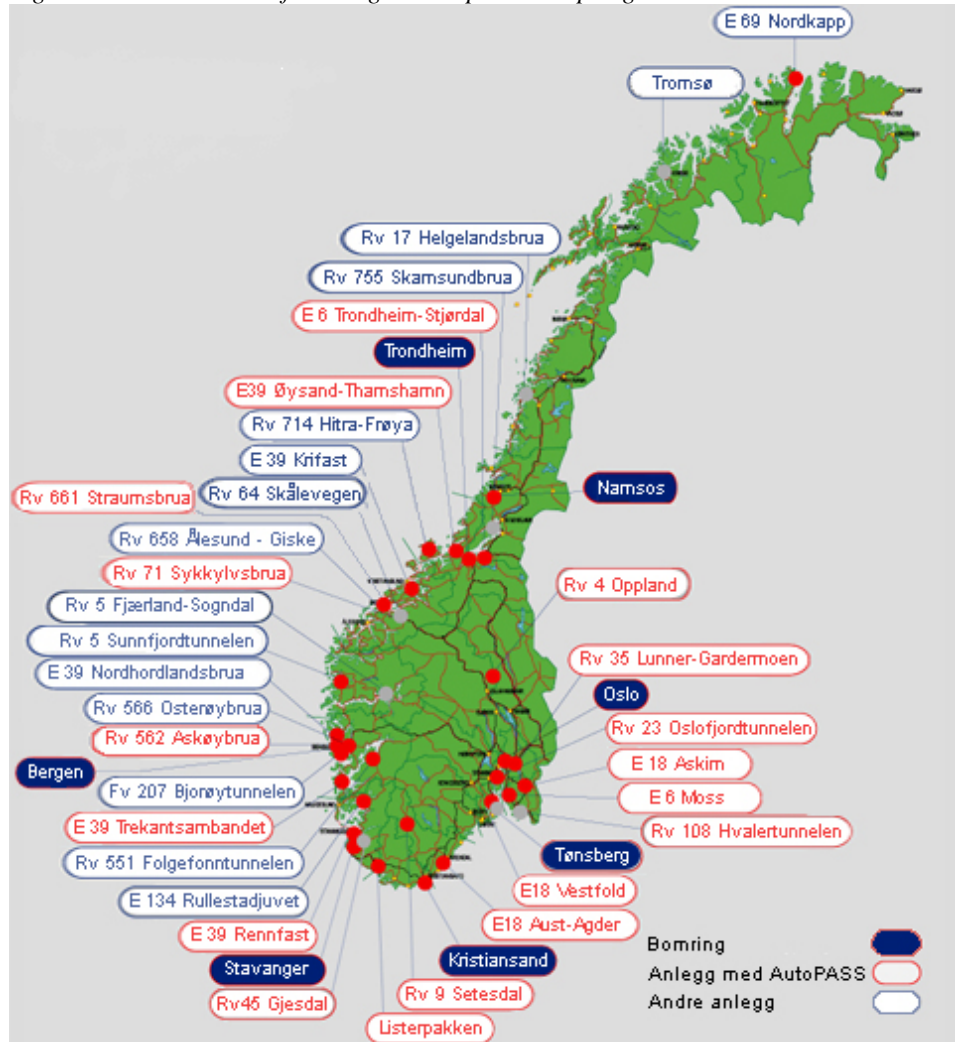 E 69 Nordkapp
Tromsø
Rv 17 Helgelandsbrua
Rv 755 Skarnsundbrua
E 6 Trondheim-Stjørdal
Trondheim
E39 Øysand-Thamshamn
Rv 714 Hitra-Frøya
E 39 Krifast
Rv 64 Skålevegen
Rv 661 Straumsbrua
Rv 658 Ålesund - Giske
Rv 71 Sykkylvsbrua
Rv 5 Fjærland-Sogndal
Rv 5 Sunnfjordtunnelen
E 39 Nordhordlandsbrua
Rv 566 Osterøybrua
Rv 562 Askøybrua
Bergen
Fv 207 Bjorøytunnelen
E 39 Trekantsambandet
Rv 551 Folgefonntunnelen
E 134 Rullestadjuvet
E 39 Rennfast
Stavanger
Rv45 Gjesdal
Listerpakken
Rv 9 Setesdal
Kristiansand
E18 Aust-Agder
E18 Vestfold
Tønsberg
Rv 108 Hvalertunnelen
E 6 Moss
E 18 Askim
Rv 23 Oslofjordtunnelen
Oslo
Rv 35 Lunner-Gardermoen
Rv 4 Oppland
Namsos
Bomring
Anlegg med AutoPASS
Andre anlegg